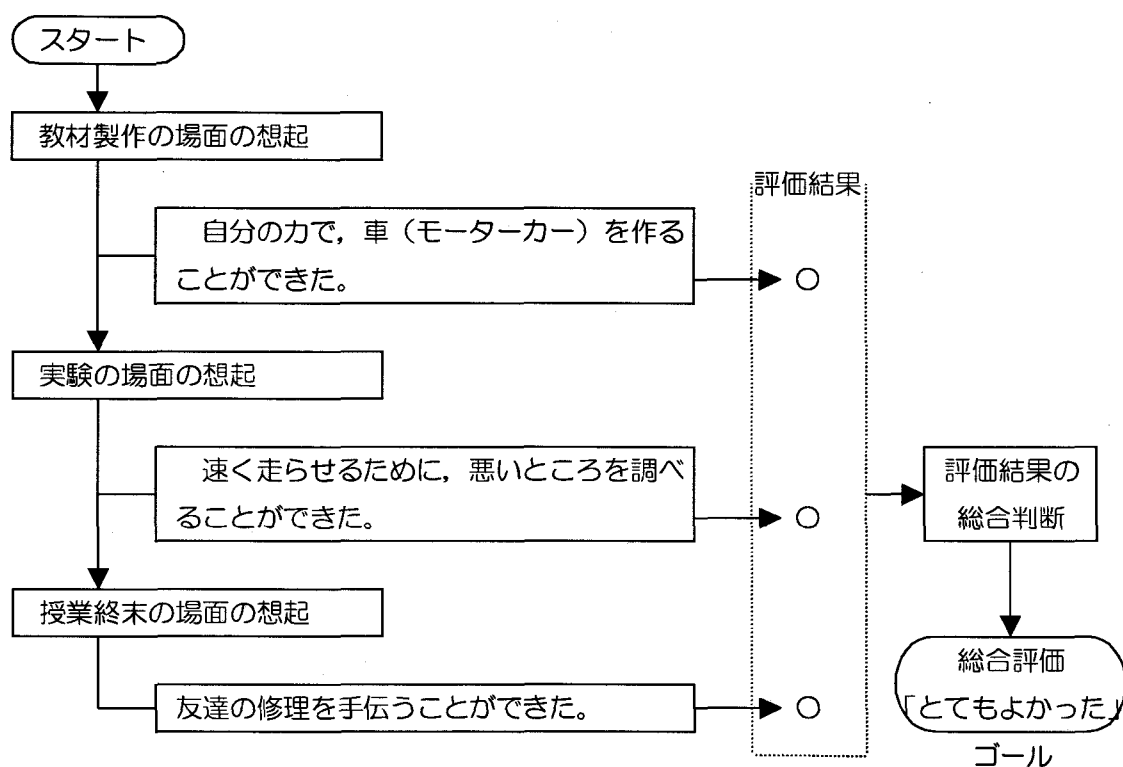 スタート
教材製作の場面の想起
評価結果
自分の力で，車（モーターカー）を作る
ことができた。
○
実験の場面の想起
速く走らせるために，悪いところを調べ
ることができた。
○
評価結果の
総合判断
授業終末の場面の想起
友達の修理を手伝うことができた。
○
総合評価
「とてもよかった」
ゴール